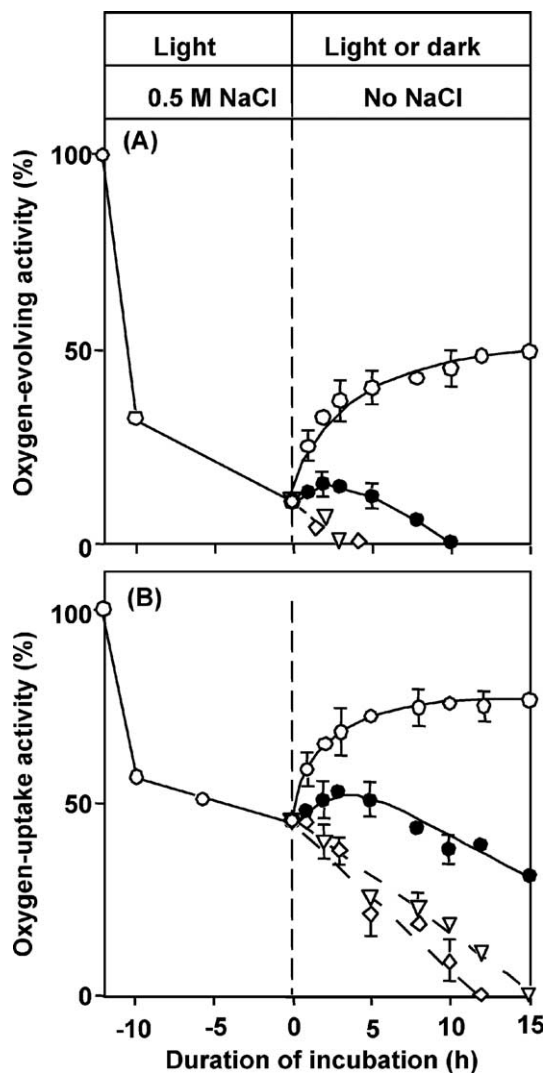 Light Light or dark
0.5 M NaCl No NaCl
(A)
Oxygen-evolving activity (%)
100
50
0
(B)
Oxygen-uptake activity (%)
100
50
0
-10 -5 0 5 10 15
Duration of incubation (h)